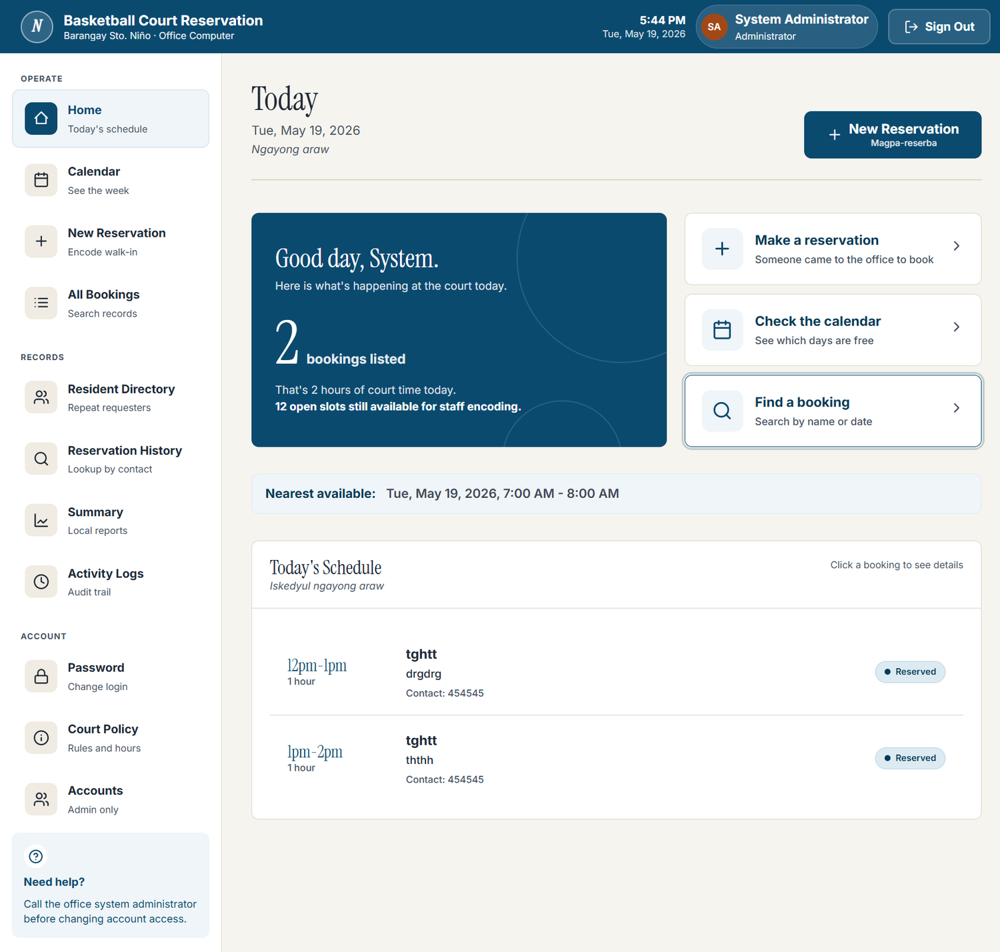 N
Basketball Court Reservation
Barangay Sto. Niño · Office Computer
5:44 PM
Tue, May 19, 2026
SA
System Administrator
Administrator
Sign Out
OPERATE
Home
Today's schedule
Calendar
See the week
New Reservation
Encode walk-in
All Bookings
Search records
RECORDS
Resident Directory
Repeat requesters
Reservation History
Lookup by contact
Summary
Local reports
Activity Logs
Audit trail
ACCOUNT
Password
Change login
Court Policy
Rules and hours
Accounts
Admin only
Need help?
Call the office system administrator
before changing account access.
Today
Tue, May 19, 2026
Ngayong araw
New Reservation
Magpa-reserba
Good day, System.
Here is what's happening at the court today.
2 bookings listed
That's 2 hours of court time today.
12 open slots still available for staff encoding.
Make a reservation
Someone came to the office to book
Check the calendar
See which days are free
Find a booking
Search by name or date
Nearest available: Tue, May 19, 2026, 7:00 AM - 8:00 AM
Today's Schedule
Iskedyul ngayong araw
Click a booking to see details
12pm-1pm
1 hour
tghtt
drgdrg
Contact: 454545
Reserved
1pm-2pm
1 hour
tghtt
ththh
Contact: 454545
Reserved